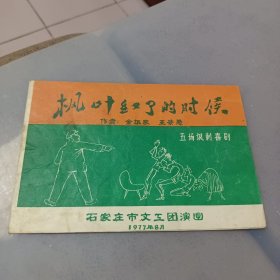 枫叶红了的时候
作者 金振家 王景愚
五场讽刺喜剧
石家庄市文工团演出
1977年8月